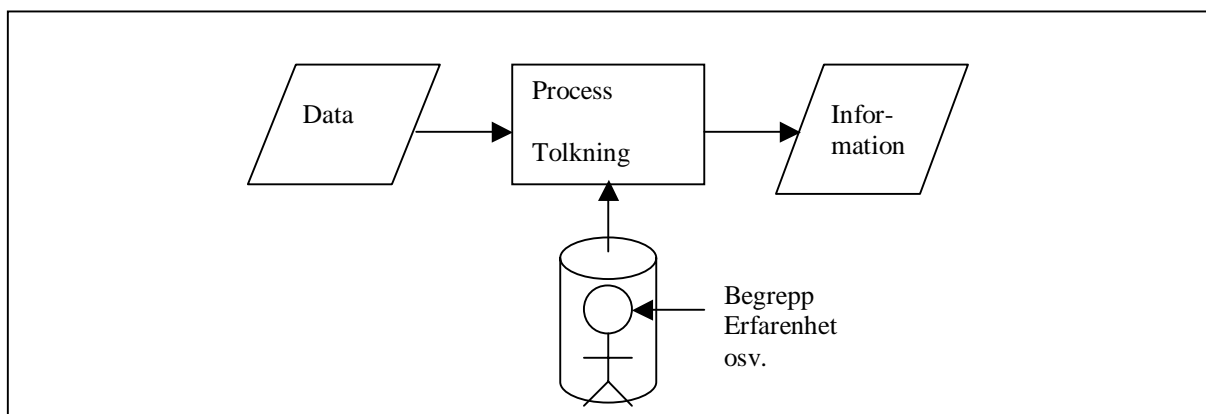 Data
Process
Tolkning
Infor-
mation
Begrepp
Erfarenhet
osv.